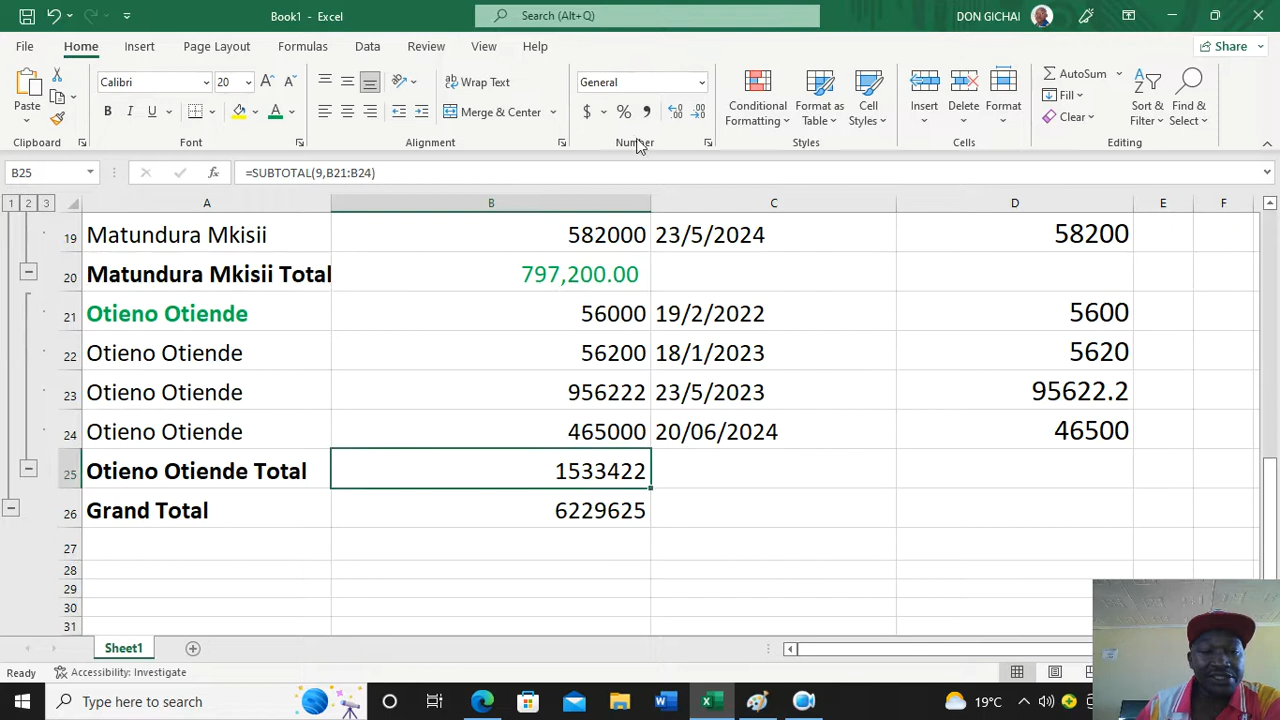 Book1 - Excel
Search (Alt+Q)
DON GICHAI
File Home Insert Page Layout Formulas Data Review View Help
Share
Paste
Calibri 20
B I U
Wrap Text
Merge & Center
General
$ % 9
Conditional Formatting
Format as Table
Cell Styles
Insert
Delete
Format
AutoSum
Fill
Clear
Sort & Filter
Find & Select
Clipboard Font Alignment Number Styles Cells Editing
B25 fx =SUBTOTAL(9,B21:B24)
1 2 3 A B C D E F
19 Matundura Mkisii 582000 23/5/2024 58200
20 Matundura Mkisii Total 797,200.00
21 Otieno Otiende 56000 19/2/2022 5600
22 Otieno Otiende 56200 18/1/2023 5620
23 Otieno Otiende 956222 23/5/2023 95622.2
24 Otieno Otiende 465000 20/06/2024 46500
25 Otieno Otiende Total 1533422
26 Grand Total 6229625
27
28
29
30
31
Sheet1
Ready Accessibility: Investigate
Type here to search
19°C